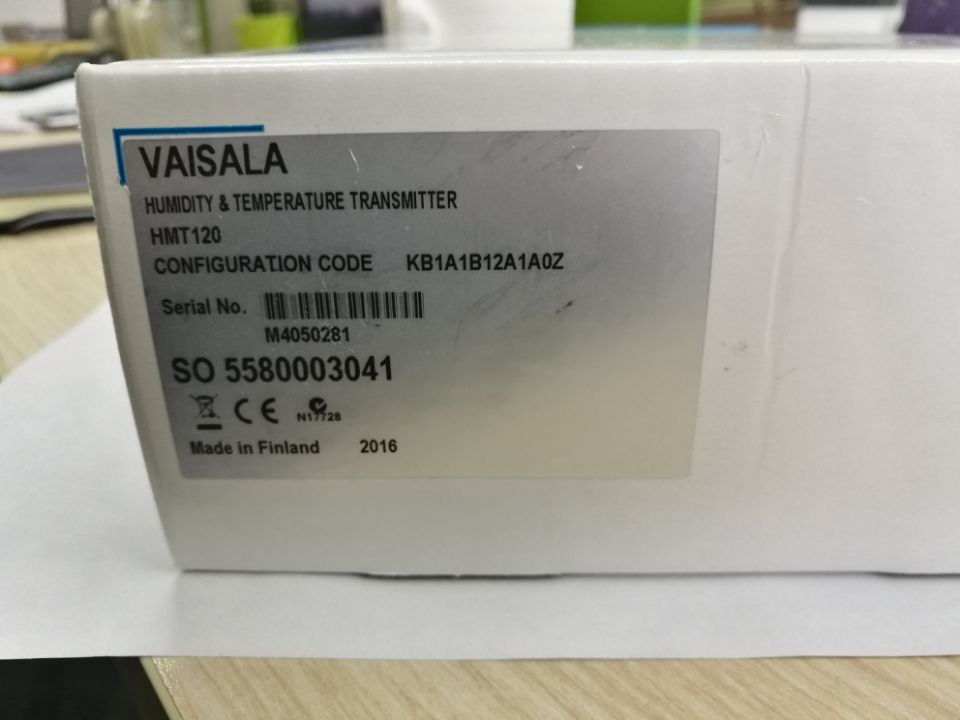 VAISALA
HUMIDITY & TEMPERATURE TRANSMITTER
HMT120
CONFIGURATION CODE KB1A1B12A1A0Z
Serial No.
M4050281
SO 5580003041
CE N17728
Made in Finland 2016